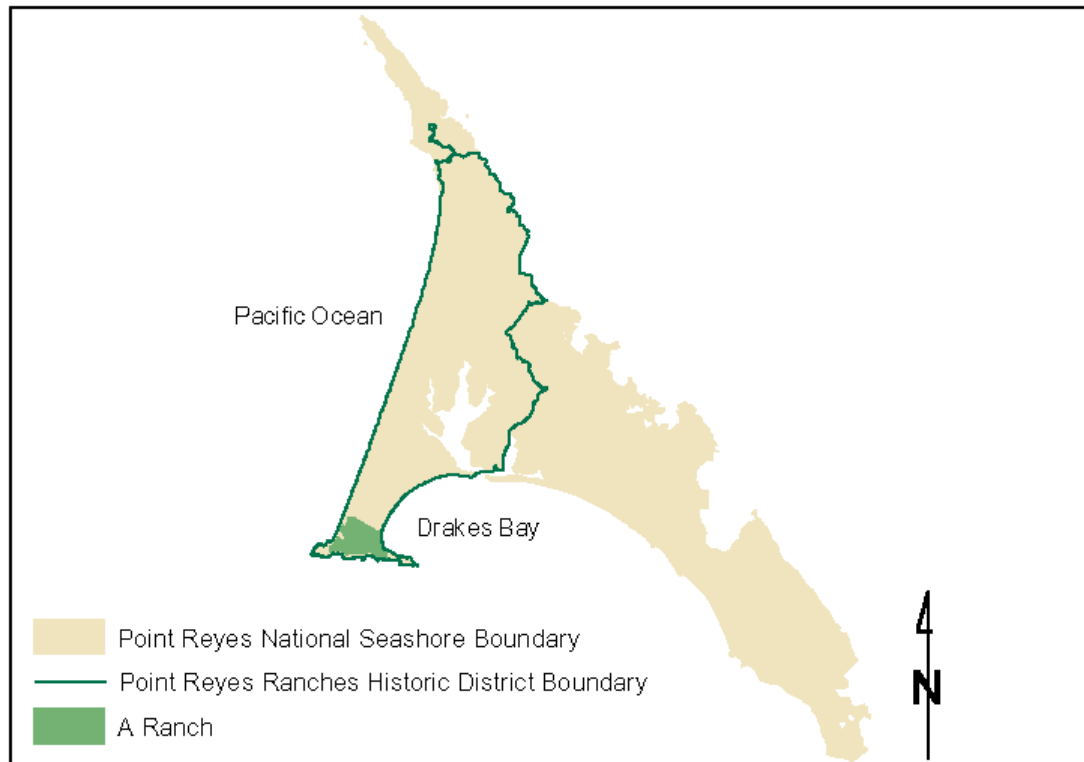 Pacific Ocean
Drakes Bay
Point Reyes National Seashore Boundary
Point Reyes Ranches Historic District Boundary
A Ranch
N